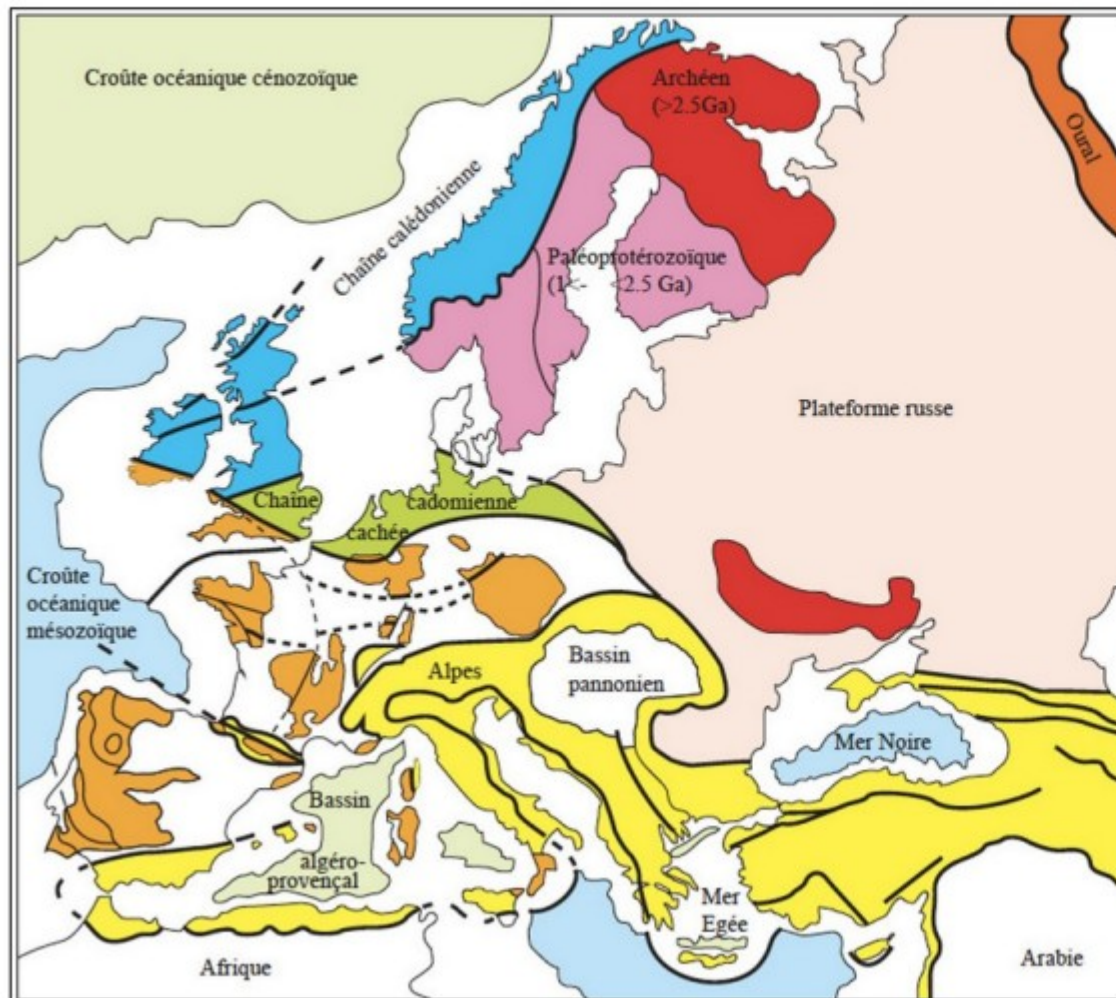 Croûte océanique cénozoïque
Archéen
(>2.5Ga)
Oural
Chaîne calédonienne
Paléoprotérozoïque
(1<- <2.5 Ga)
Plateforme russe
Chaîne
cadomienne
cachée
Croûte
océanique
mésozoïque
Alpes
Bassin
pannonien
Mer Noire
Bassin
algéro-
provençal
Mer
Egée
Afrique
Arabie